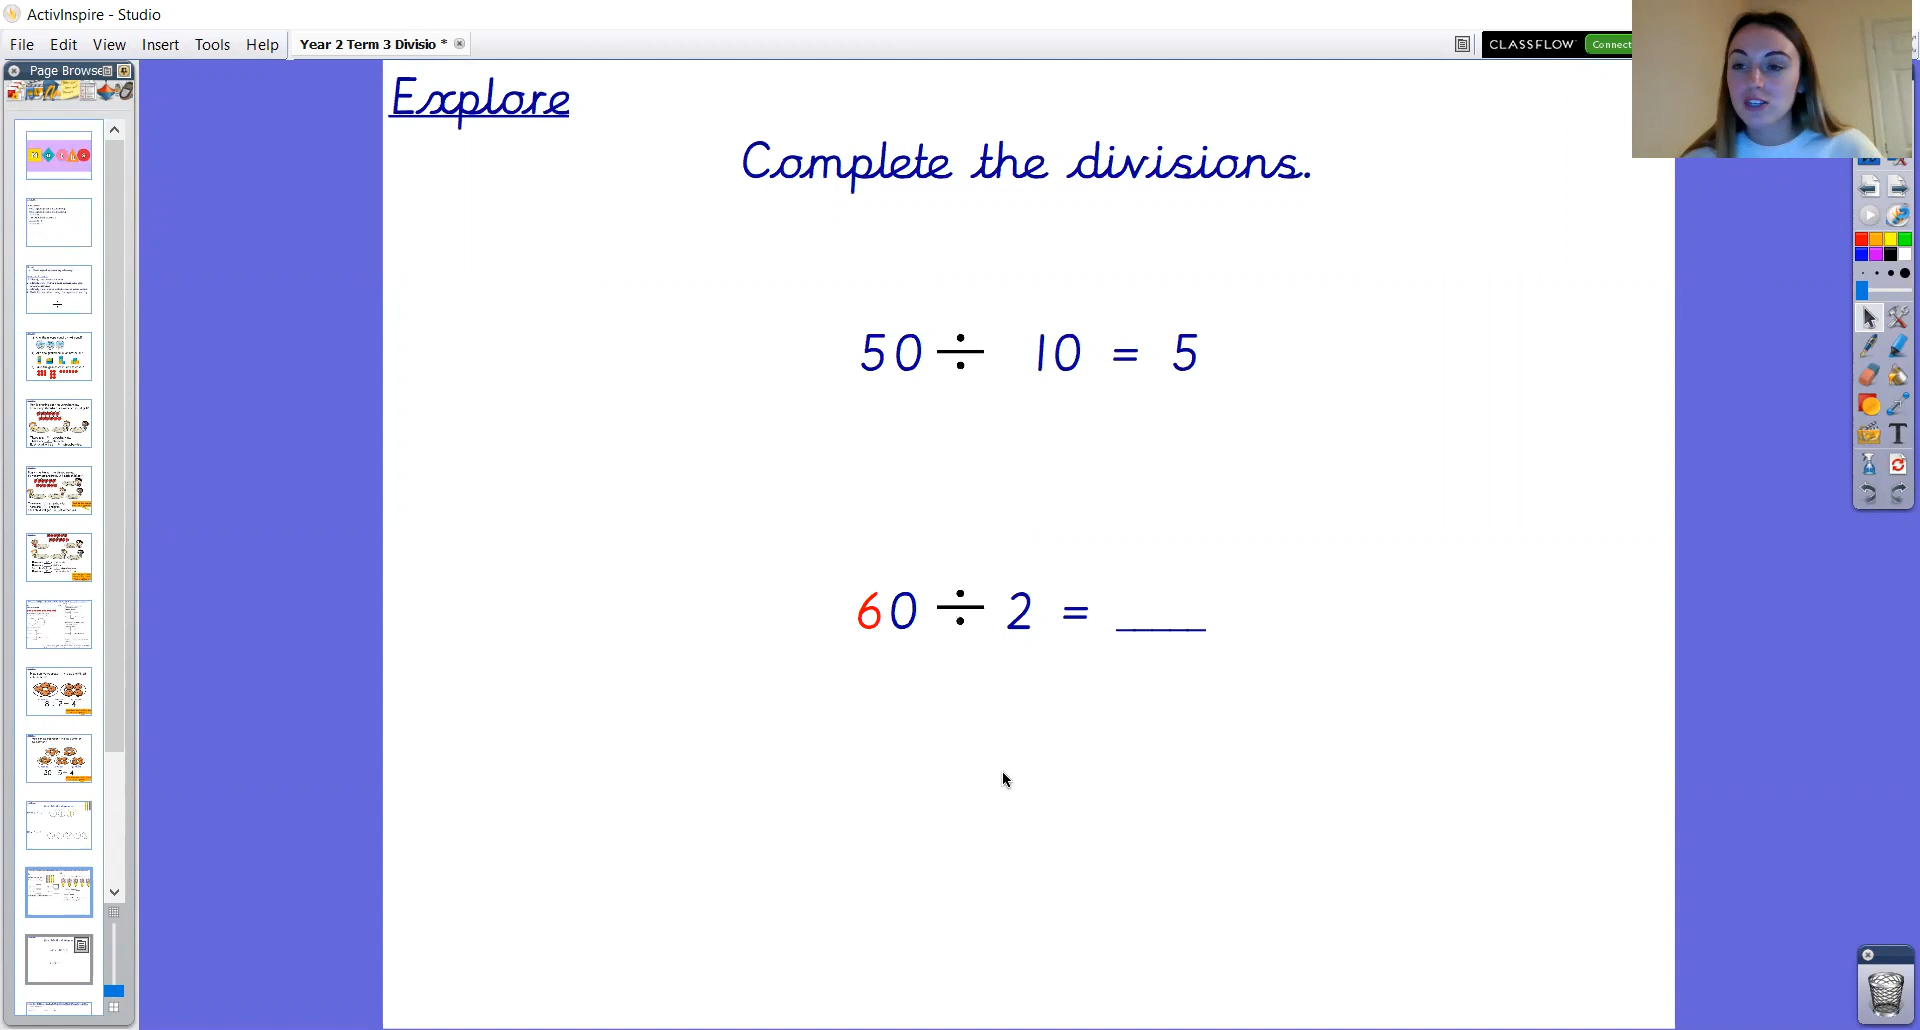 ActivInspire - Studio
File Edit View Insert Tools Help Year 2 Term 3 Divisio *
CLASSFLOW Connect
Page Browse
Explore
Complete the divisions.
50 ÷ 10 = 5
60 ÷ 2 = ____
T